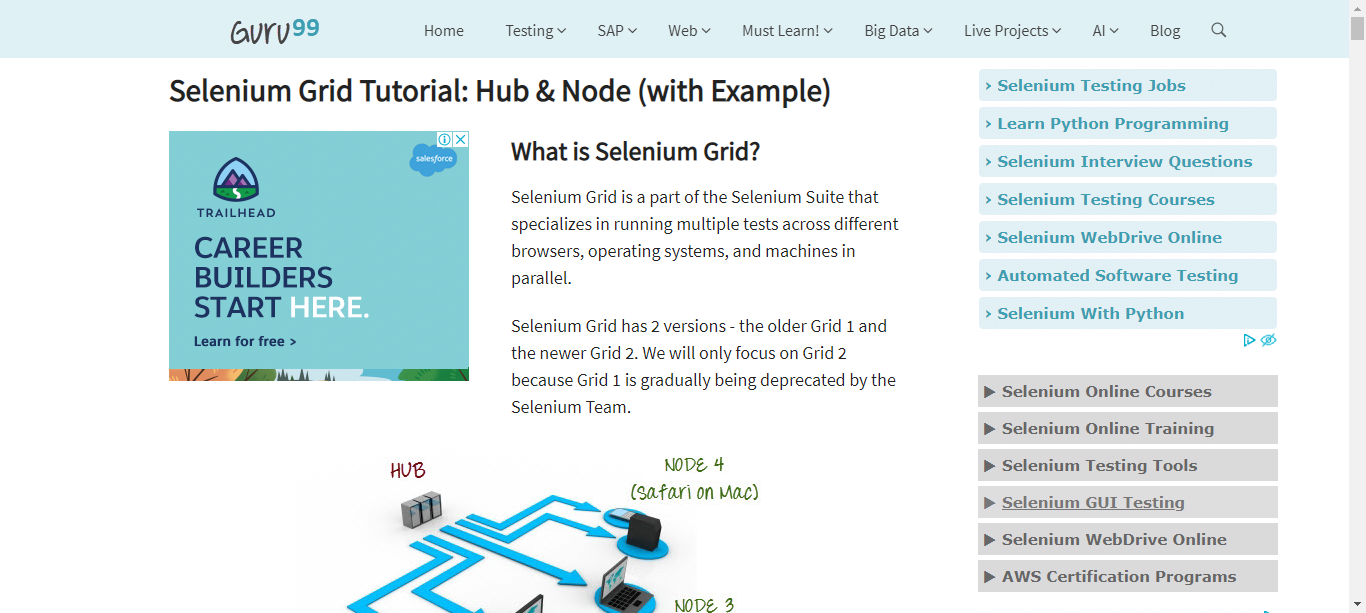 Guru99
Home
Testing
SAP
Web
Must Learn!
Big Data
Live Projects
AI
Blog
Selenium Grid Tutorial: Hub & Node (with Example)
salesforce
TRAILHEAD
CAREER
BUILDERS
START HERE.
Learn for free >
What is Selenium Grid?
Selenium Grid is a part of the Selenium Suite that
specializes in running multiple tests across different
browsers, operating systems, and machines in
parallel.
Selenium Grid has 2 versions - the older Grid 1 and
the newer Grid 2. We will only focus on Grid 2
because Grid 1 is gradually being deprecated by the
Selenium Team.
HUB
NODE 4
(Safari on Mac)
NODE 3
› Selenium Testing Jobs
› Learn Python Programming
› Selenium Interview Questions
› Selenium Testing Courses
› Selenium WebDrive Online
› Automated Software Testing
› Selenium With Python
▶ Selenium Online Courses
▶ Selenium Online Training
▶ Selenium Testing Tools
▶ Selenium GUI Testing
▶ Selenium WebDrive Online
▶ AWS Certification Programs